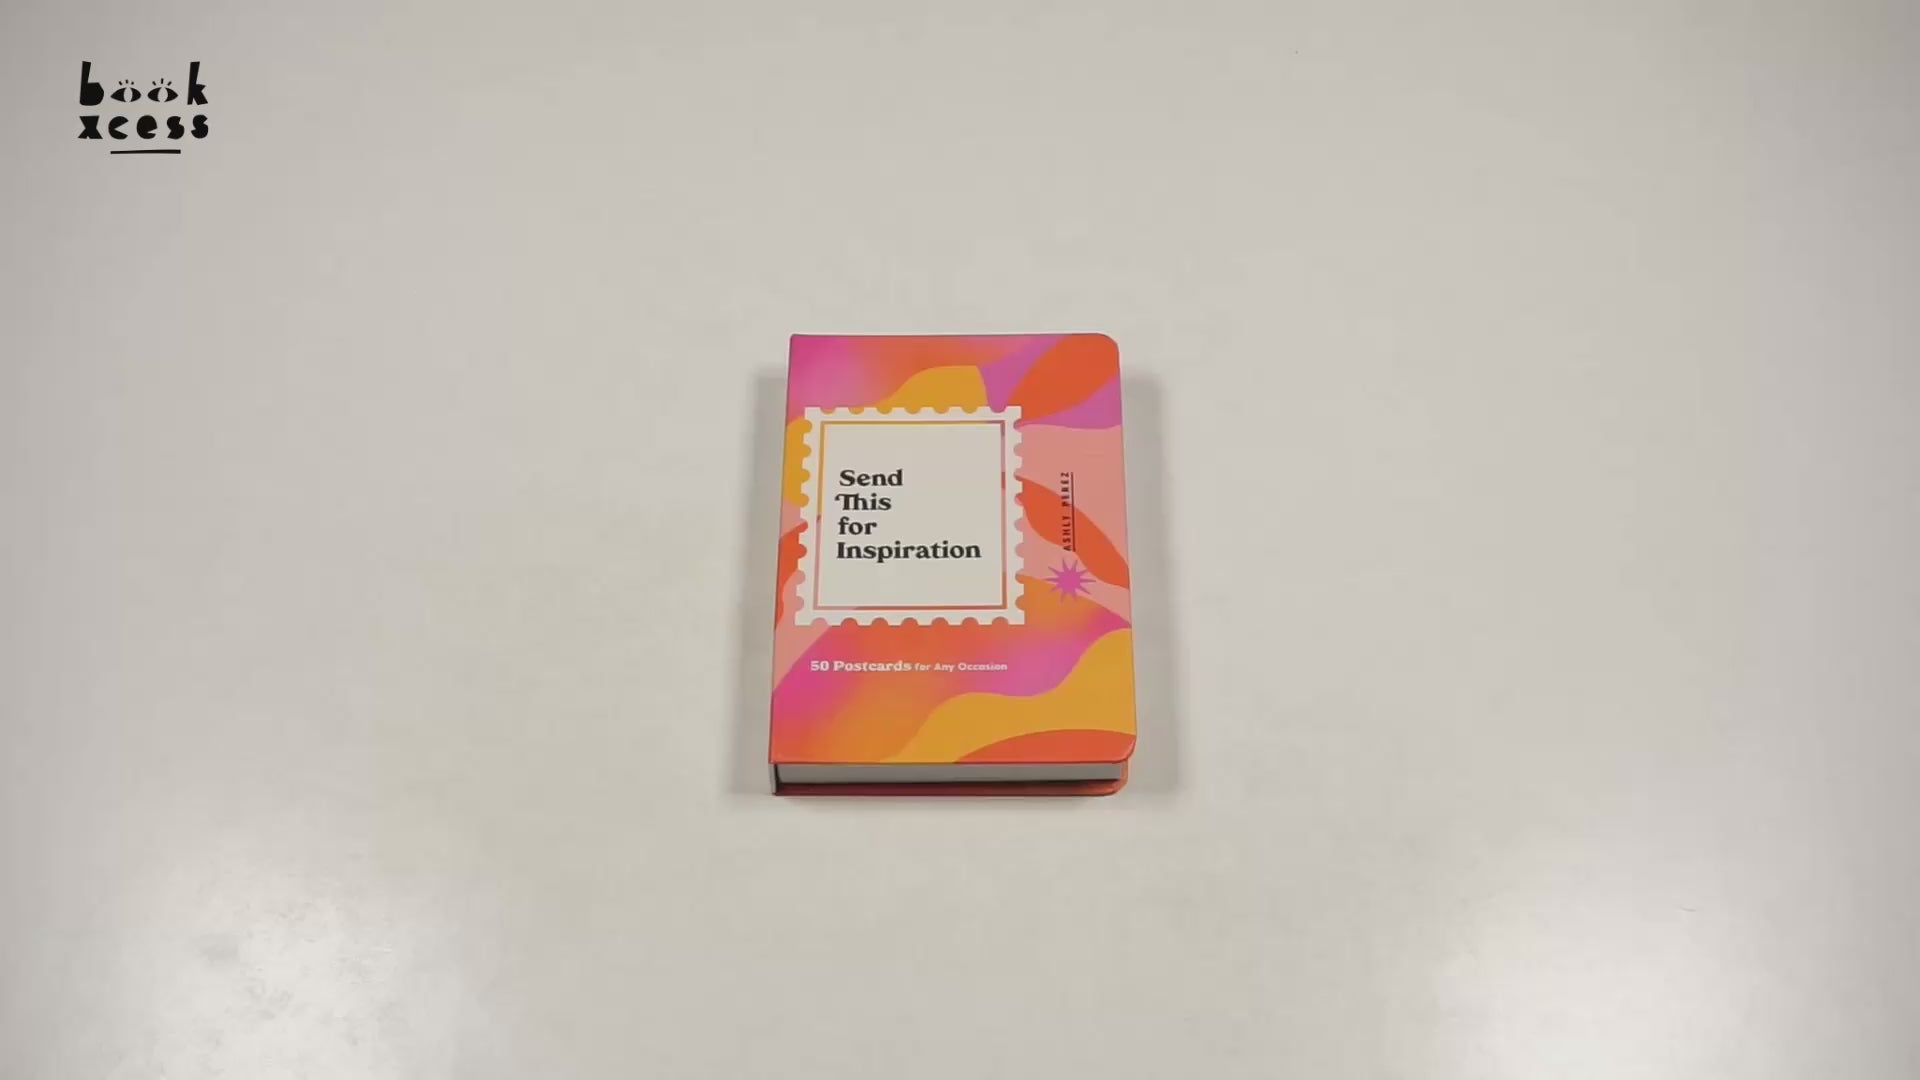 book
xcess
Send
This
for
Inspiration
ASHLY PEREZ
50 Postcards for Any Occasion